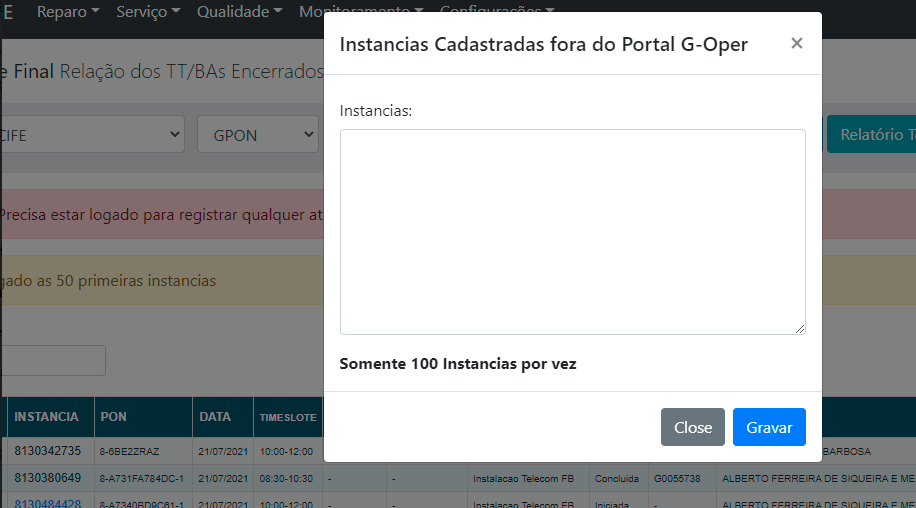 E Reparo Serviço Qualidade Monitoramento Configurações
Instancias Cadastradas fora do Portal G-Oper ×
e Final Relação dos TT/BAs Encerrados
Instancias:
CIFE GPON Relatório T
Precisa estar logado para registrar qualquer at
gado as 50 primeiras instancias
Somente 100 Instancias por vez
INSTANCIA PON DATA TIMESLOTE
Close Gravar
8130342735 8-6BE2ZRAZ 21/07/2021 10:00-12:00 BARBOSA
8130380649 8-A731FA784DC-1 21/07/2021 08:30-10:30 - - Instalacao Telecom FB Concluida G0055738 ALBERTO FERREIRA DE SIQUEIRA E ME
8130484428 8-A7340BD9C61-1 21/07/2021 10:00-12:00 - - Instalacao Telecom FB Iniciada - ALBERTO FERREIRA DE SIQUEIRA E ME